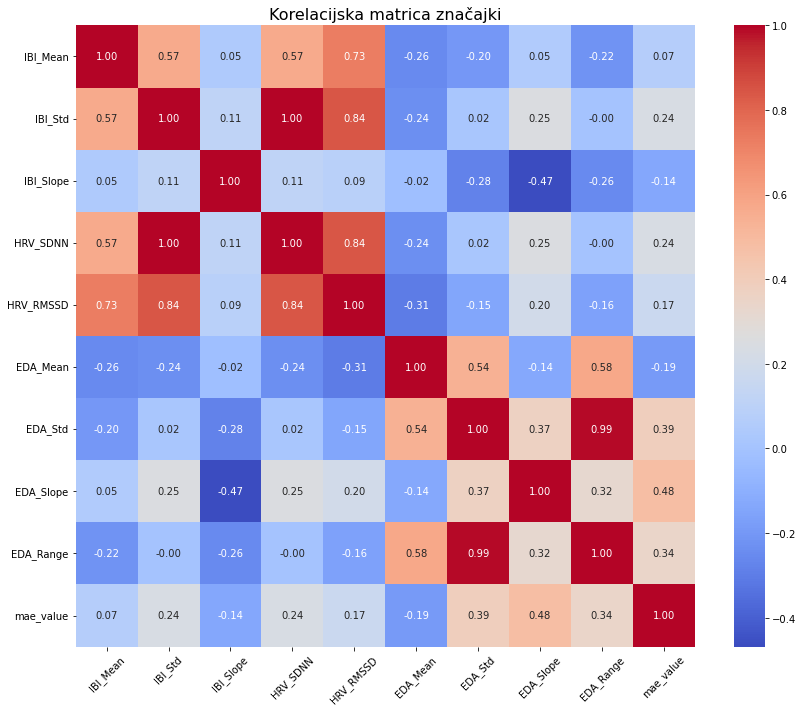 Korelacijska matrica značajki
IBI_Mean 1.00 0.57 0.05 0.57 0.73 -0.26 -0.20 0.05 -0.22 0.07
IBI_Std 0.57 1.00 0.11 1.00 0.84 -0.24 0.02 0.25 -0.00 0.24
IBI_Slope 0.05 0.11 1.00 0.11 0.09 -0.02 -0.28 -0.47 -0.26 -0.14
HRV_SDNN 0.57 1.00 0.11 1.00 0.84 -0.24 0.02 0.25 -0.00 0.24
HRV_RMSSD 0.73 0.84 0.09 0.84 1.00 -0.31 -0.15 0.20 -0.16 0.17
EDA_Mean -0.26 -0.24 -0.02 -0.24 -0.31 1.00 0.54 -0.14 0.58 -0.19
EDA_Std -0.20 0.02 -0.28 0.02 -0.15 0.54 1.00 0.37 0.99 0.39
EDA_Slope 0.05 0.25 -0.47 0.25 0.20 -0.14 0.37 1.00 0.32 0.48
EDA_Range -0.22 -0.00 -0.26 -0.00 -0.16 0.58 0.99 0.32 1.00 0.34
mae_value 0.07 0.24 -0.14 0.24 0.17 -0.19 0.39 0.48 0.34 1.00
IBI_Mean IBI_Std IBI_Slope HRV_SDNN HRV_RMSSD EDA_Mean EDA_Std EDA_Slope EDA_Range mae_value
1.0
0.8
0.6
0.4
0.2
0.0
−0.2
−0.4